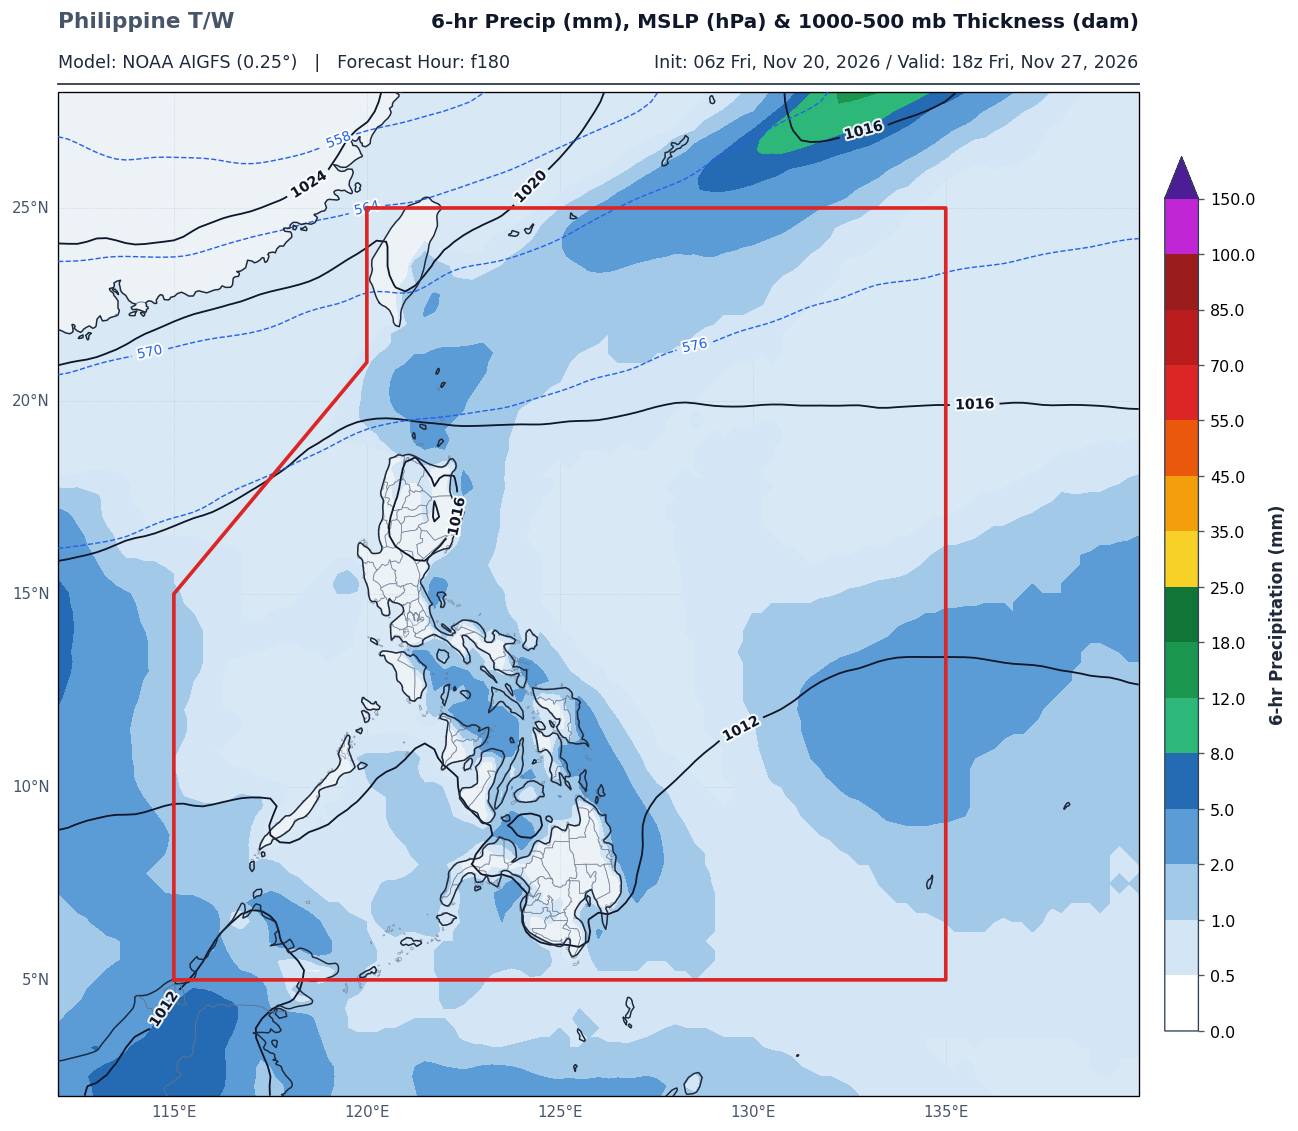 Philippine T/W
6-hr Precip (mm), MSLP (hPa) & 1000-500 mb Thickness (dam)
Model: NOAA AIGFS (0.25°) | Forecast Hour: f180
Init: 06z Fri, Nov 20, 2026 / Valid: 18z Fri, Nov 27, 2026
558
1016
1024
1020
564
25°N
570
576
20°N
1016
1016
15°N
1012
10°N
5°N
1012
115°E
120°E
125°E
130°E
135°E
150.0
100.0
85.0
70.0
55.0
45.0
35.0
25.0
18.0
12.0
8.0
5.0
2.0
1.0
0.5
0.0
6-hr Precipitation (mm)